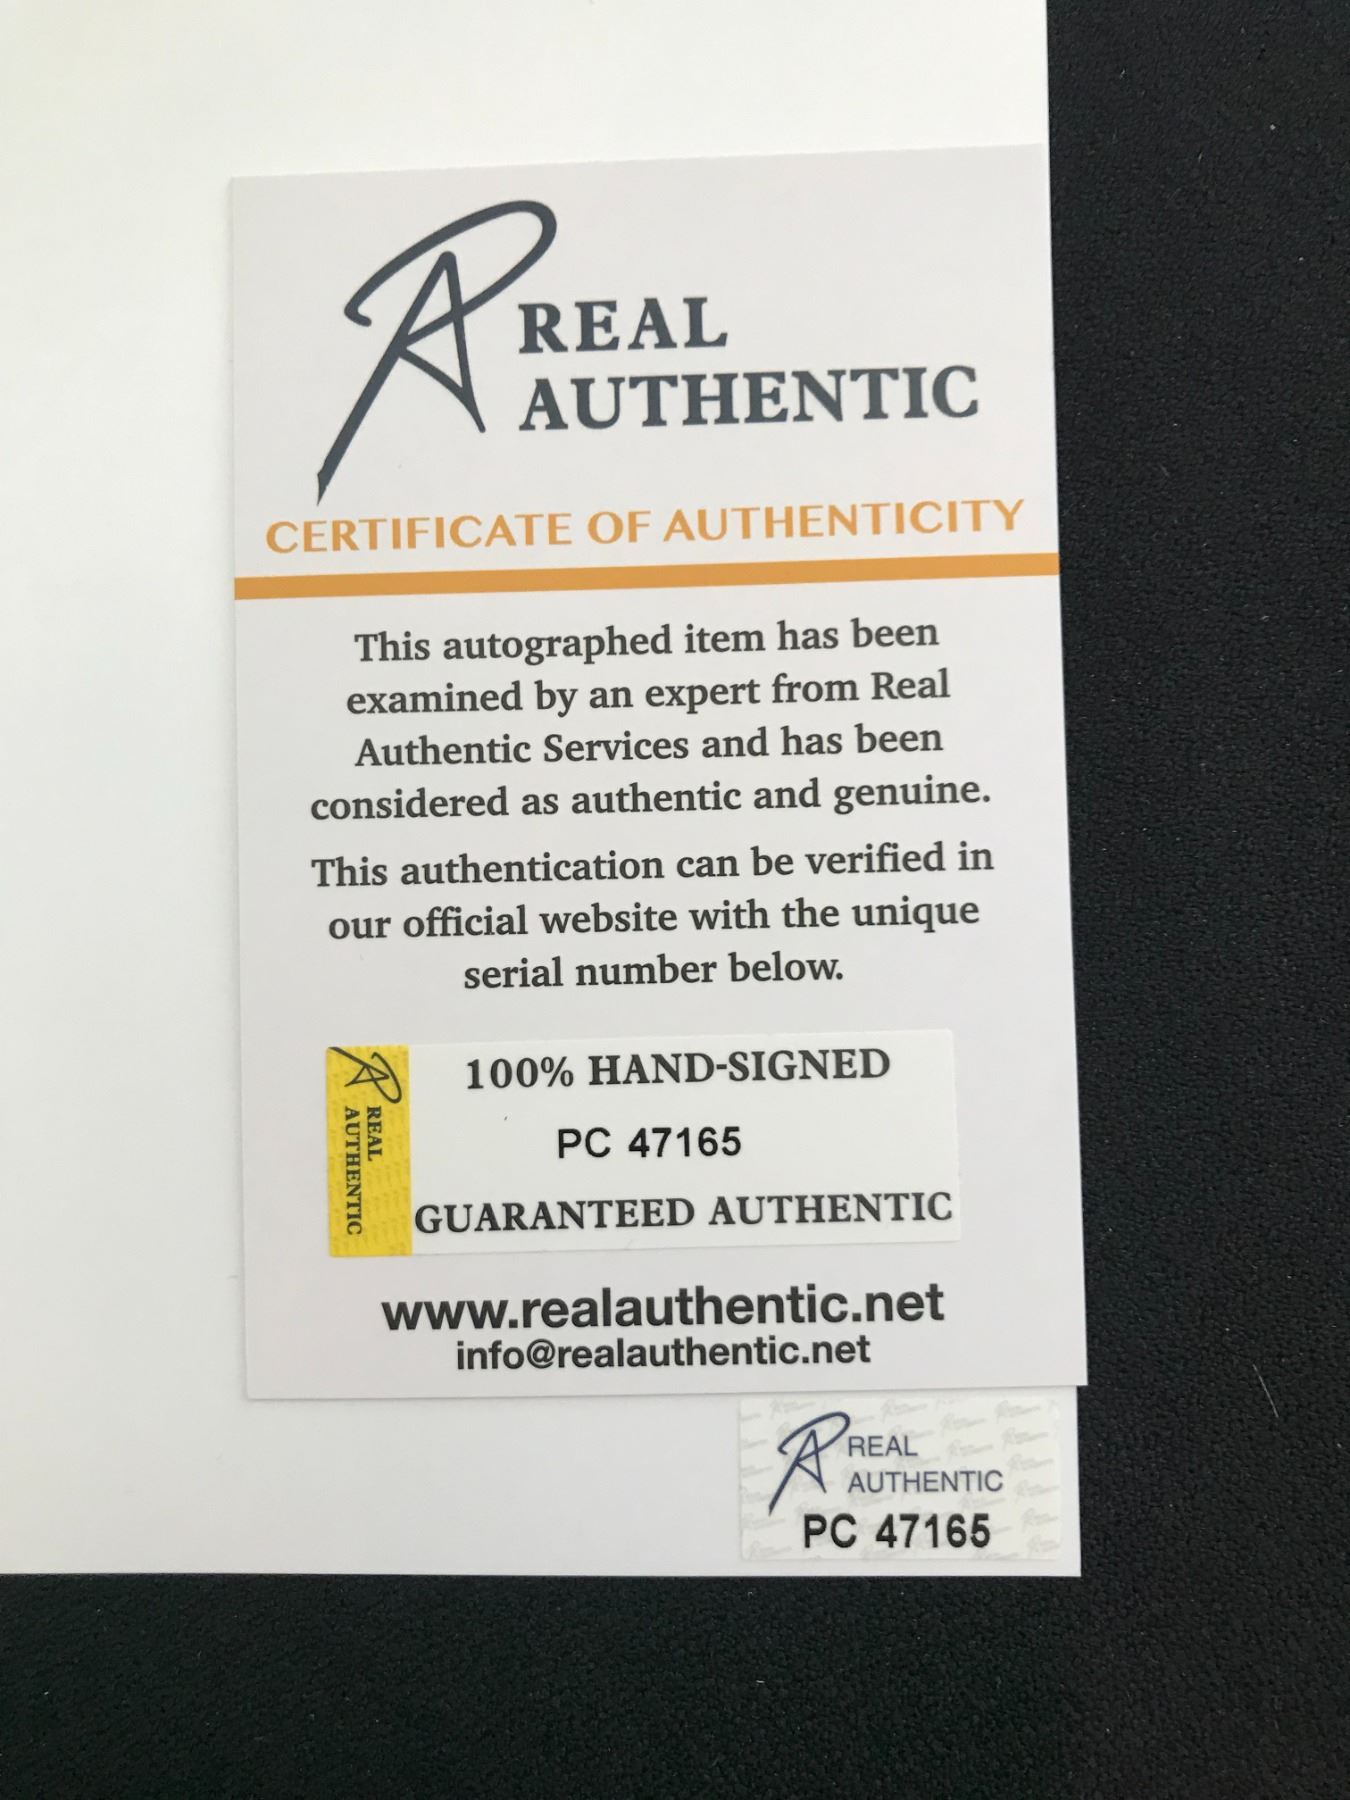 REAL
AUTHENTIC
CERTIFICATE OF AUTHENTICITY
This autographed item has been
examined by an expert from Real
Authentic Services and has been
considered as authentic and genuine.
This authentication can be verified in
our official website with the unique
serial number below.
REAL
AUTHENTIC
100% HAND-SIGNED
PC 47165
GUARANTEED AUTHENTIC
www.realauthentic.net
info@realauthentic.net
REAL
AUTHENTIC
PC 47165